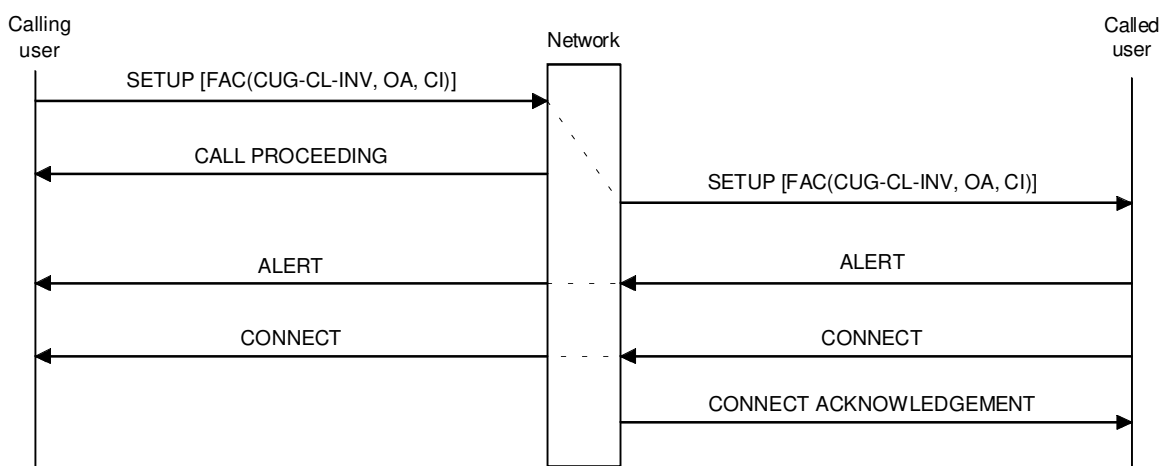 Calling
user
Network
Called
user
SETUP [FAC(CUG-CL-INV, OA, CI)]
CALL PROCEEDING
SETUP [FAC(CUG-CL-INV, OA, CI)]
ALERT
ALERT
CONNECT
CONNECT
CONNECT ACKNOWLEDGEMENT